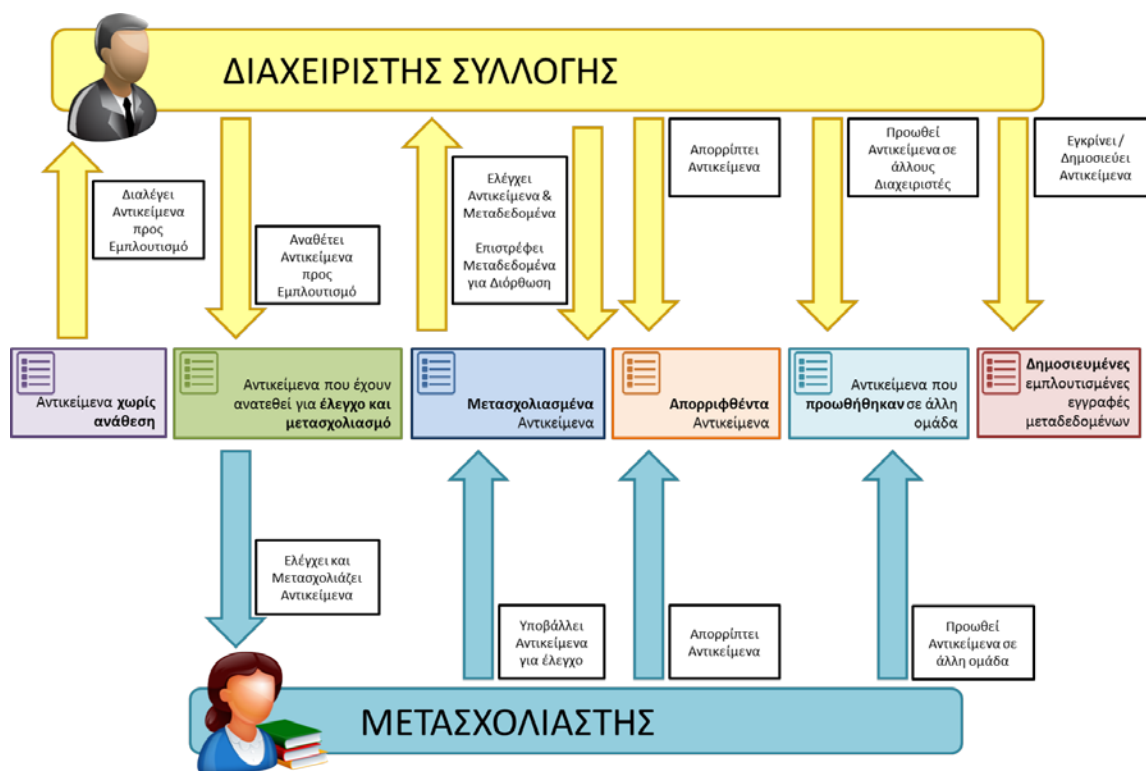 ΔΙΑΧΕΙΡΙΣΤΗΣ ΣΥΛΛΟΓΗΣ
Διαλέγει
Αντικείμενα
προς
Εμπλουτισμό
Αναθέτει
Αντικείμενα
προς
Εμπλουτισμό
Ελέγχει
Αντικείμενα &
Μεταδεδομένα
Επιστρέφει
Μεταδεδομένα
για Διόρθωση
Απορρίπτει
Αντικείμενα
Προωθεί
Αντικείμενα σε
άλλους
Διαχειριστές
Εγκρίνει /
Δημοσιεύει
Αντικείμενα
Αντικείμενα χωρίς
ανάθεση
Αντικείμενα που έχουν
ανατεθεί για έλεγχο και
μετασχολιασμό
Μετασχολιασμένα
Αντικείμενα
Απορριφθέντα
Αντικείμενα
Αντικείμενα που
προωθήθηκαν σε άλλη
ομάδα
Δημοσιευμένες
εμπλουτισμένες
εγγραφές
μεταδεδομένων
Ελέγχει και
Μετασχολιάζει
Αντικείμενα
Υποβάλλει
Αντικείμενα
για έλεγχο
Απορρίπτει
Αντικείμενα
Προωθεί
Αντικείμενα σε
άλλη ομάδα
ΜΕΤΑΣΧΟΛΙΑΣΤΗΣ